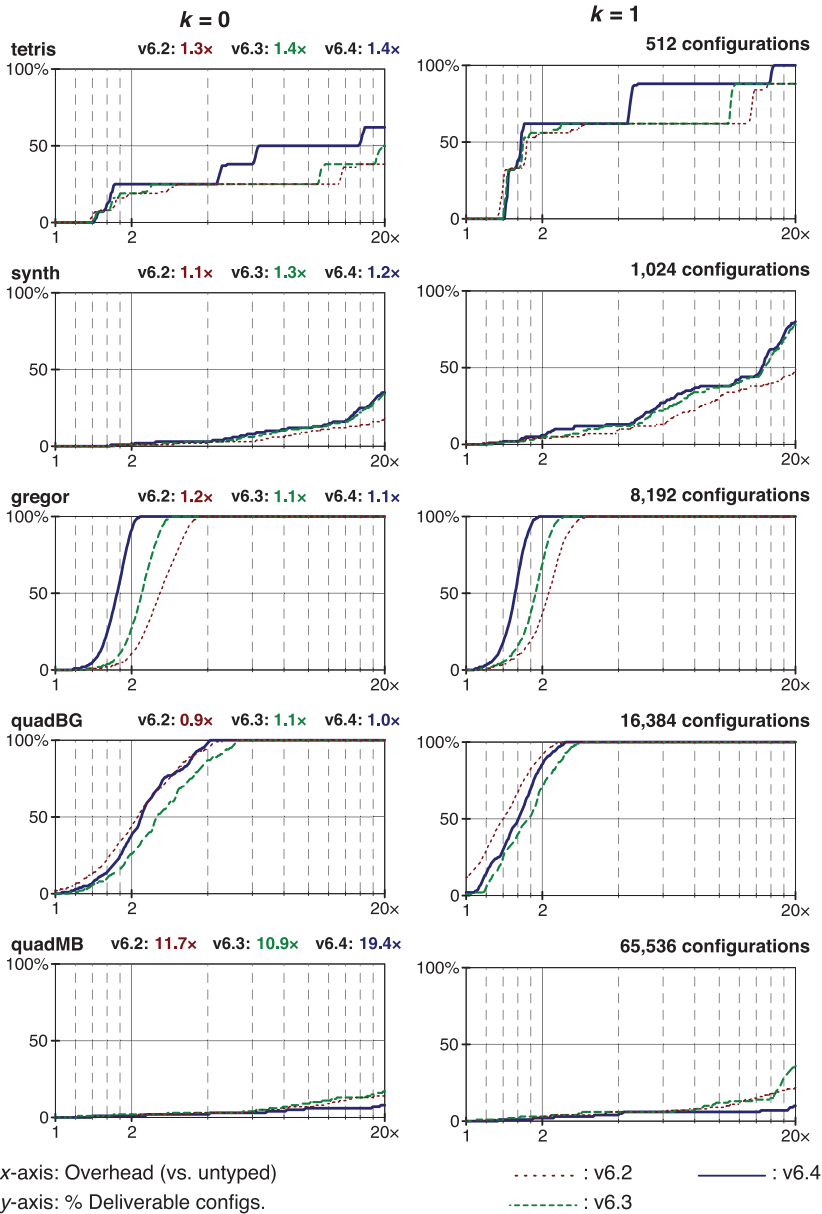 k = 0
k = 1
tetris v6.2: 1.3× v6.3: 1.4× v6.4: 1.4×
512 configurations
100%
50
0
1 2 20×
100%
50
0
1 2 20×
synth v6.2: 1.1× v6.3: 1.3× v6.4: 1.2×
1,024 configurations
100%
50
0
1 2 20×
100%
50
0
1 2 20×
gregor v6.2: 1.2× v6.3: 1.1× v6.4: 1.1×
8,192 configurations
100%
50
0
1 2 20×
100%
50
0
1 2 20×
quadBG v6.2: 0.9× v6.3: 1.1× v6.4: 1.0×
16,384 configurations
100%
50
0
1 2 20×
100%
50
0
1 2 20×
quadMB v6.2: 11.7× v6.3: 10.9× v6.4: 19.4×
65,536 configurations
100%
50
0
1 2 20×
100%
50
0
1 2 20×
x-axis: Overhead (vs. untyped)
y-axis: % Deliverable configs.
: v6.2 : v6.4
: v6.3